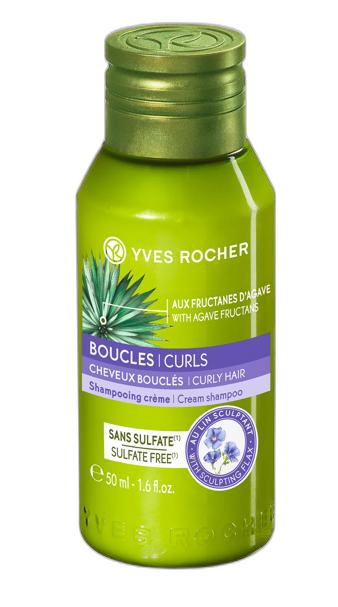 YVES ROCHER
AUX FRUCTANES D'AGAVE
WITH AGAVE FRUCTANS
BOUCLES | CURLS
CHEVEUX BOUCLÉS | CURLY HAIR
Shampooing crème | Cream shampoo
SANS SULFATE(1)
SULFATE FREE(1)
AU LIN SCULPTANT
WITH SCULPTING FLAX
℮ 50 ml - 1.6 fl.oz.
YVES ROCHER